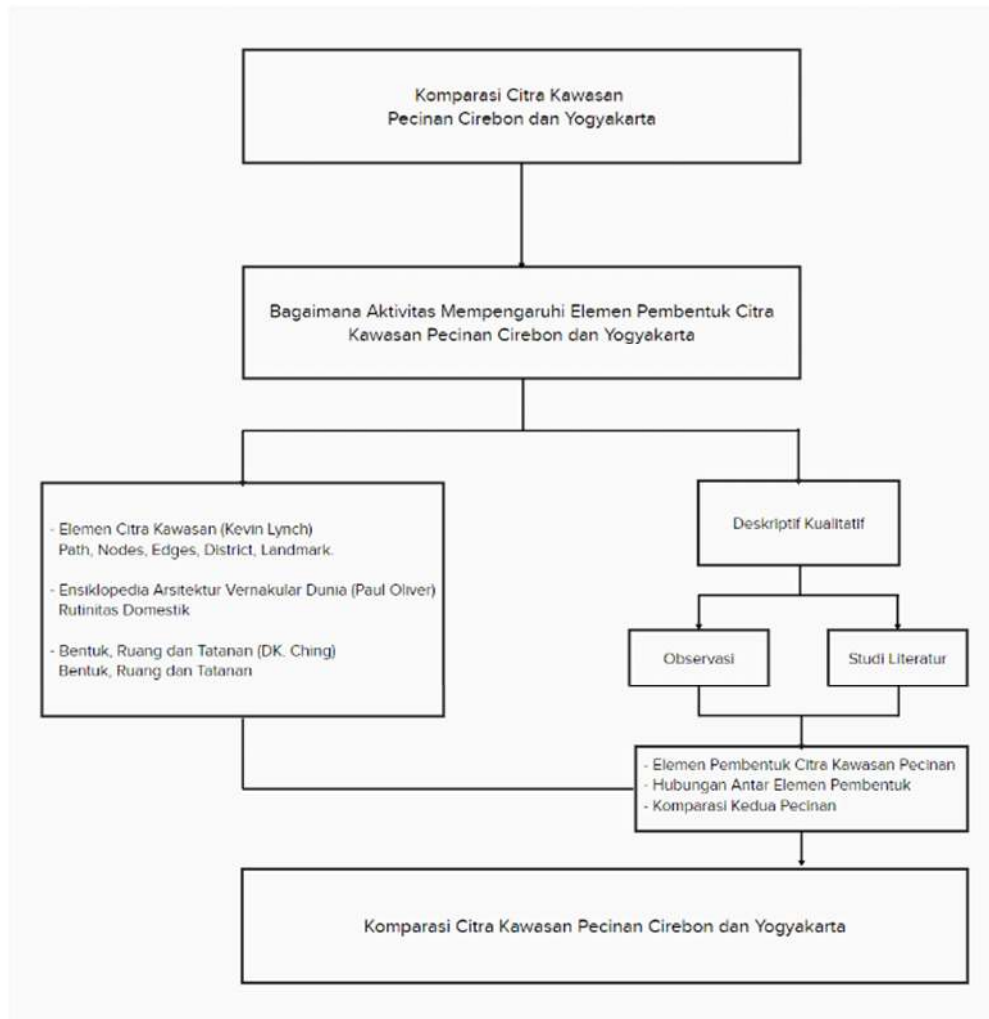 Komparasi Citra Kawasan
Pecinan Cirebon dan Yogyakarta
Bagaimana Aktivitas Mempengaruhi Elemen Pembentuk Citra
Kawasan Pecinan Cirebon dan Yogyakarta
- Elemen Citra Kawasan (Kevin Lynch)
Path, Nodes, Edges, District, Landmark.
- Ensiklopedia Arsitektur Vernakular Dunia (Paul Oliver)
Rutinitas Domestik
- Bentuk, Ruang dan Tatanan (DK. Ching)
Bentuk, Ruang dan Tatanan
Deskriptif Kualitatif
Observasi
Studi Literatur
- Elemen Pembentuk Citra Kawasan Pecinan
- Hubungan Antar Elemen Pembentuk
- Komparasi Kedua Pecinan
Komparasi Citra Kawasan Pecinan Cirebon dan Yogyakarta